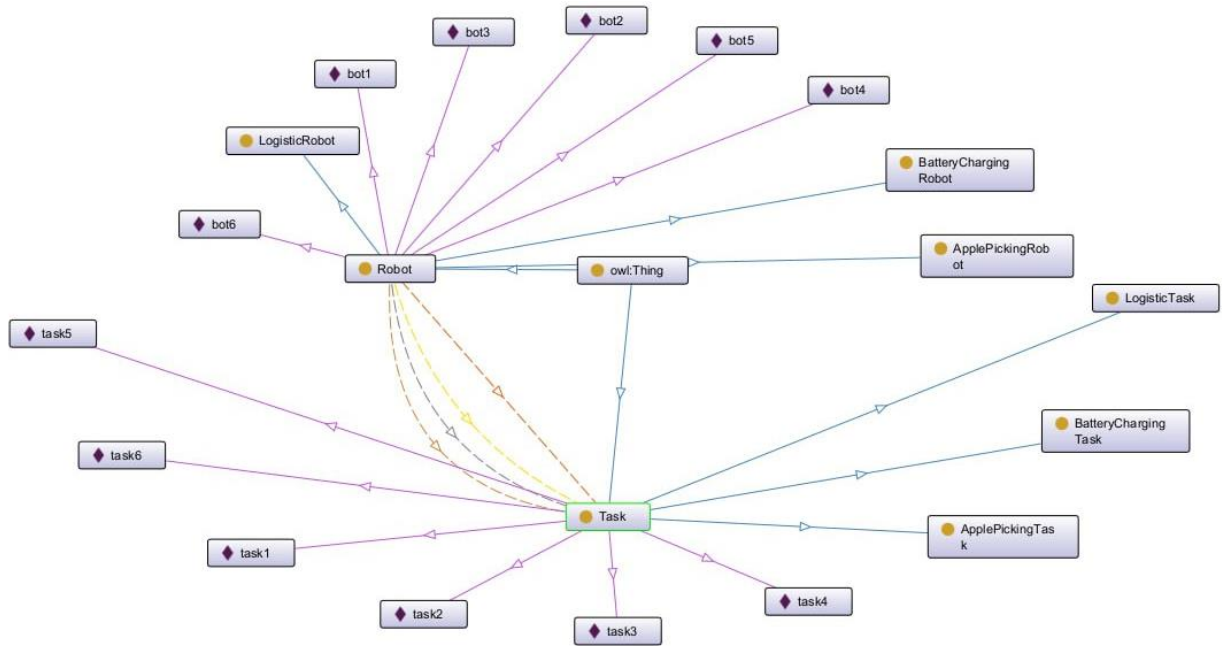 bot2
bot3
bot5
bot1
bot4
LogisticRobot
BatteryCharging
Robot
bot6
ApplePickingRob
ot
Robot
owl:Thing
LogisticTask
task5
BatteryCharging
Task
task6
Task
ApplePickingTas
k
task1
task2
task4
task3